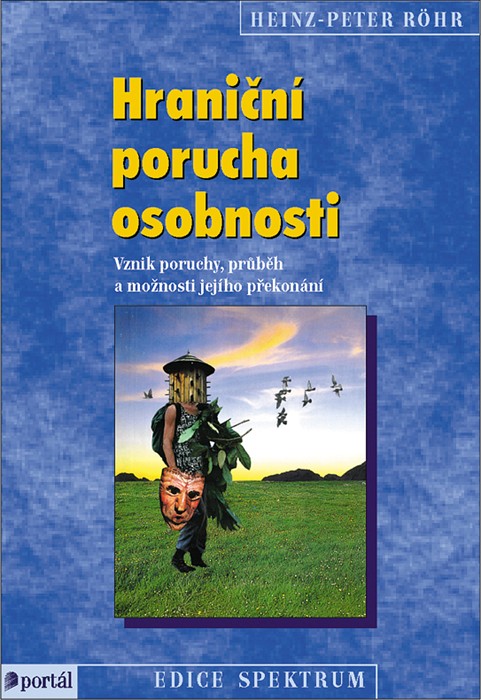 HEINZ-PETER RÖHR
Hraniční
porucha
osobnosti
Vznik poruchy, průběh
a možnosti jejího překonání
portál
EDICE SPEKTRUM